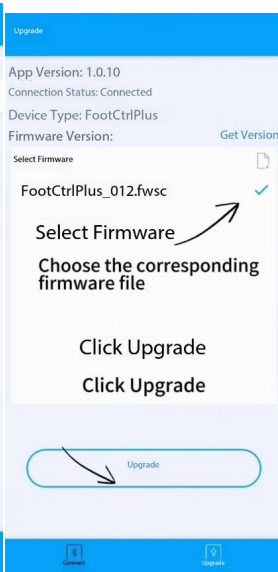 Upgrade
App Version: 1.0.10
Connection Status: Connected
Device Type: FootCtrlPlus
Firmware Version: Get Version
Select Firmware
FootCtrlPlus_012.fwsc
Select Firmware
Choose the corresponding
firmware file
Click Upgrade
Click Upgrade
Upgrade
Connect Upgrade